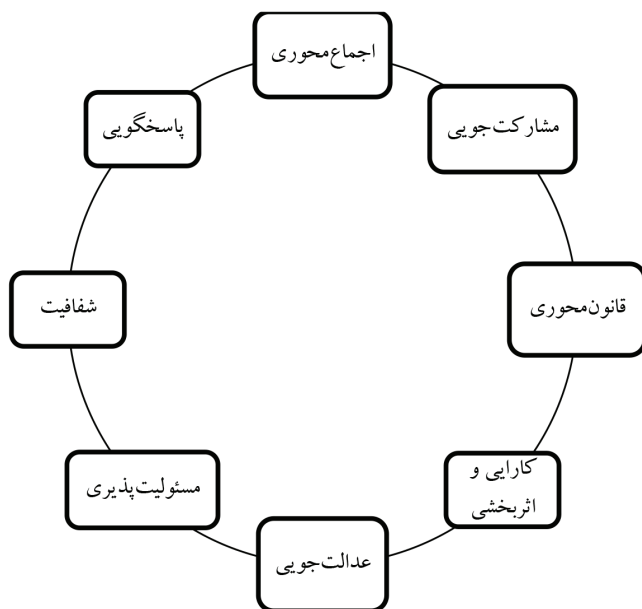 اجماع‌محوری
مشارکت‌جویی
قانون‌محوری
کارایی و
اثربخشی
عدالت‌جویی
مسئولیت‌پذیری
شفافیت
پاسخگویی